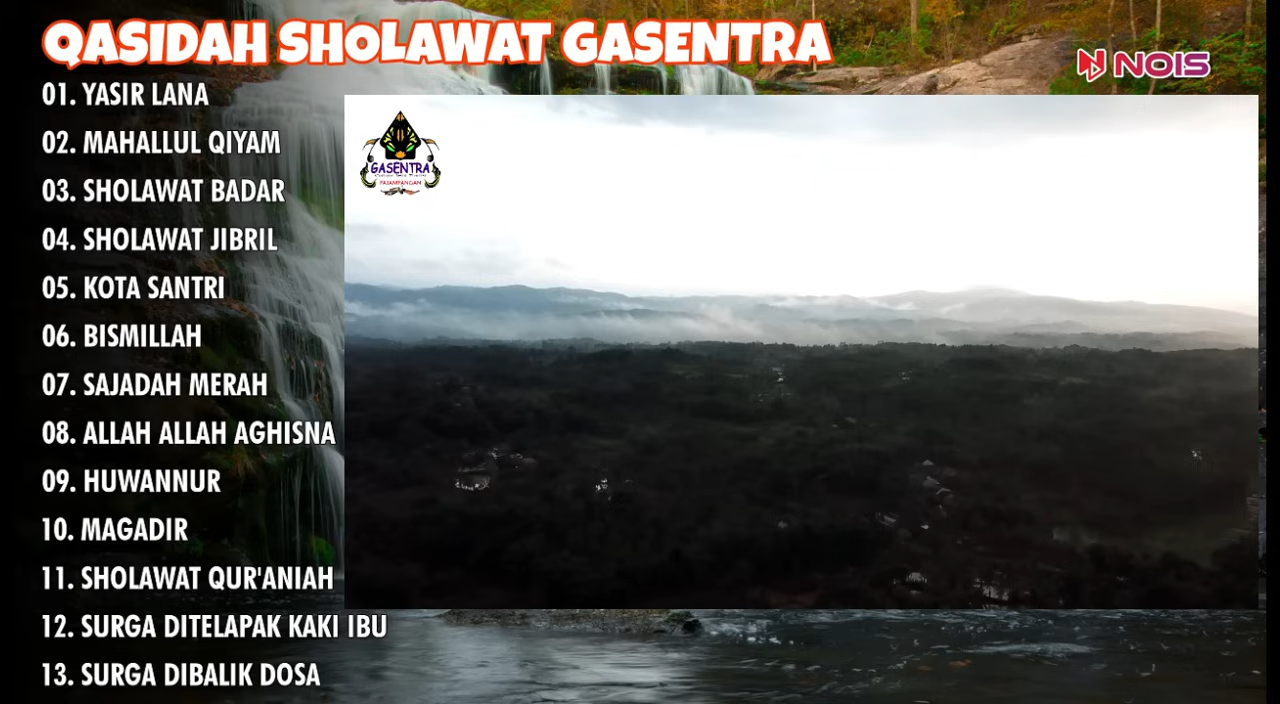 QASIDAH SHOLAWAT GASENTRA
NOIS
01. YASIR LANA
02. MAHALLUL QIYAM
03. SHOLAWAT BADAR
04. SHOLAWAT JIBRIL
05. KOTA SANTRI
06. BISMILLAH
07. SAJADAH MERAH
08. ALLAH ALLAH AGHISNA
09. HUWANNUR
10. MAGADIR
11. SHOLAWAT QUR'ANIAH
12. SURGA DITELAPAK KAKI IBU
13. SURGA DIBALIK DOSA
GASENTRA
PAJAMPANGAN